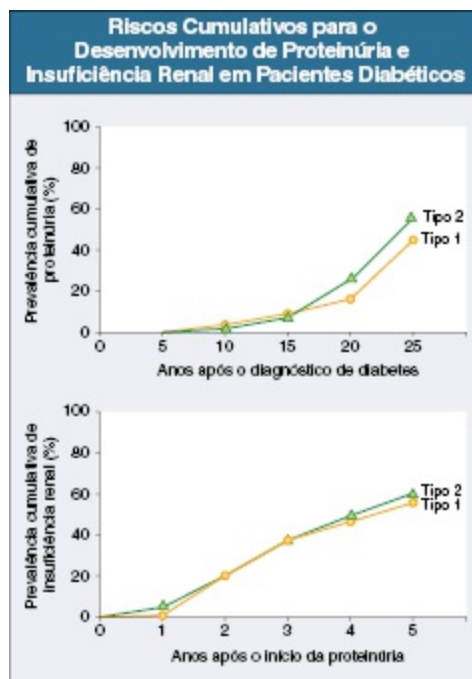 Riscos Cumulativos para o
Desenvolvimento de Proteinúria e
Insuficiência Renal em Pacientes Diabéticos
Prevalência cumulativa de
proteinúria (%)
100
80
60
40
20
0
0 5 10 15 20 25
Tipo 2
Tipo 1
Anos após o diagnóstico de diabetes
Prevalência cumulativa de
insuficiência renal (%)
100
80
60
40
20
0
0 1 2 3 4 5
Tipo 2
Tipo 1
Anos após o início da proteinúria